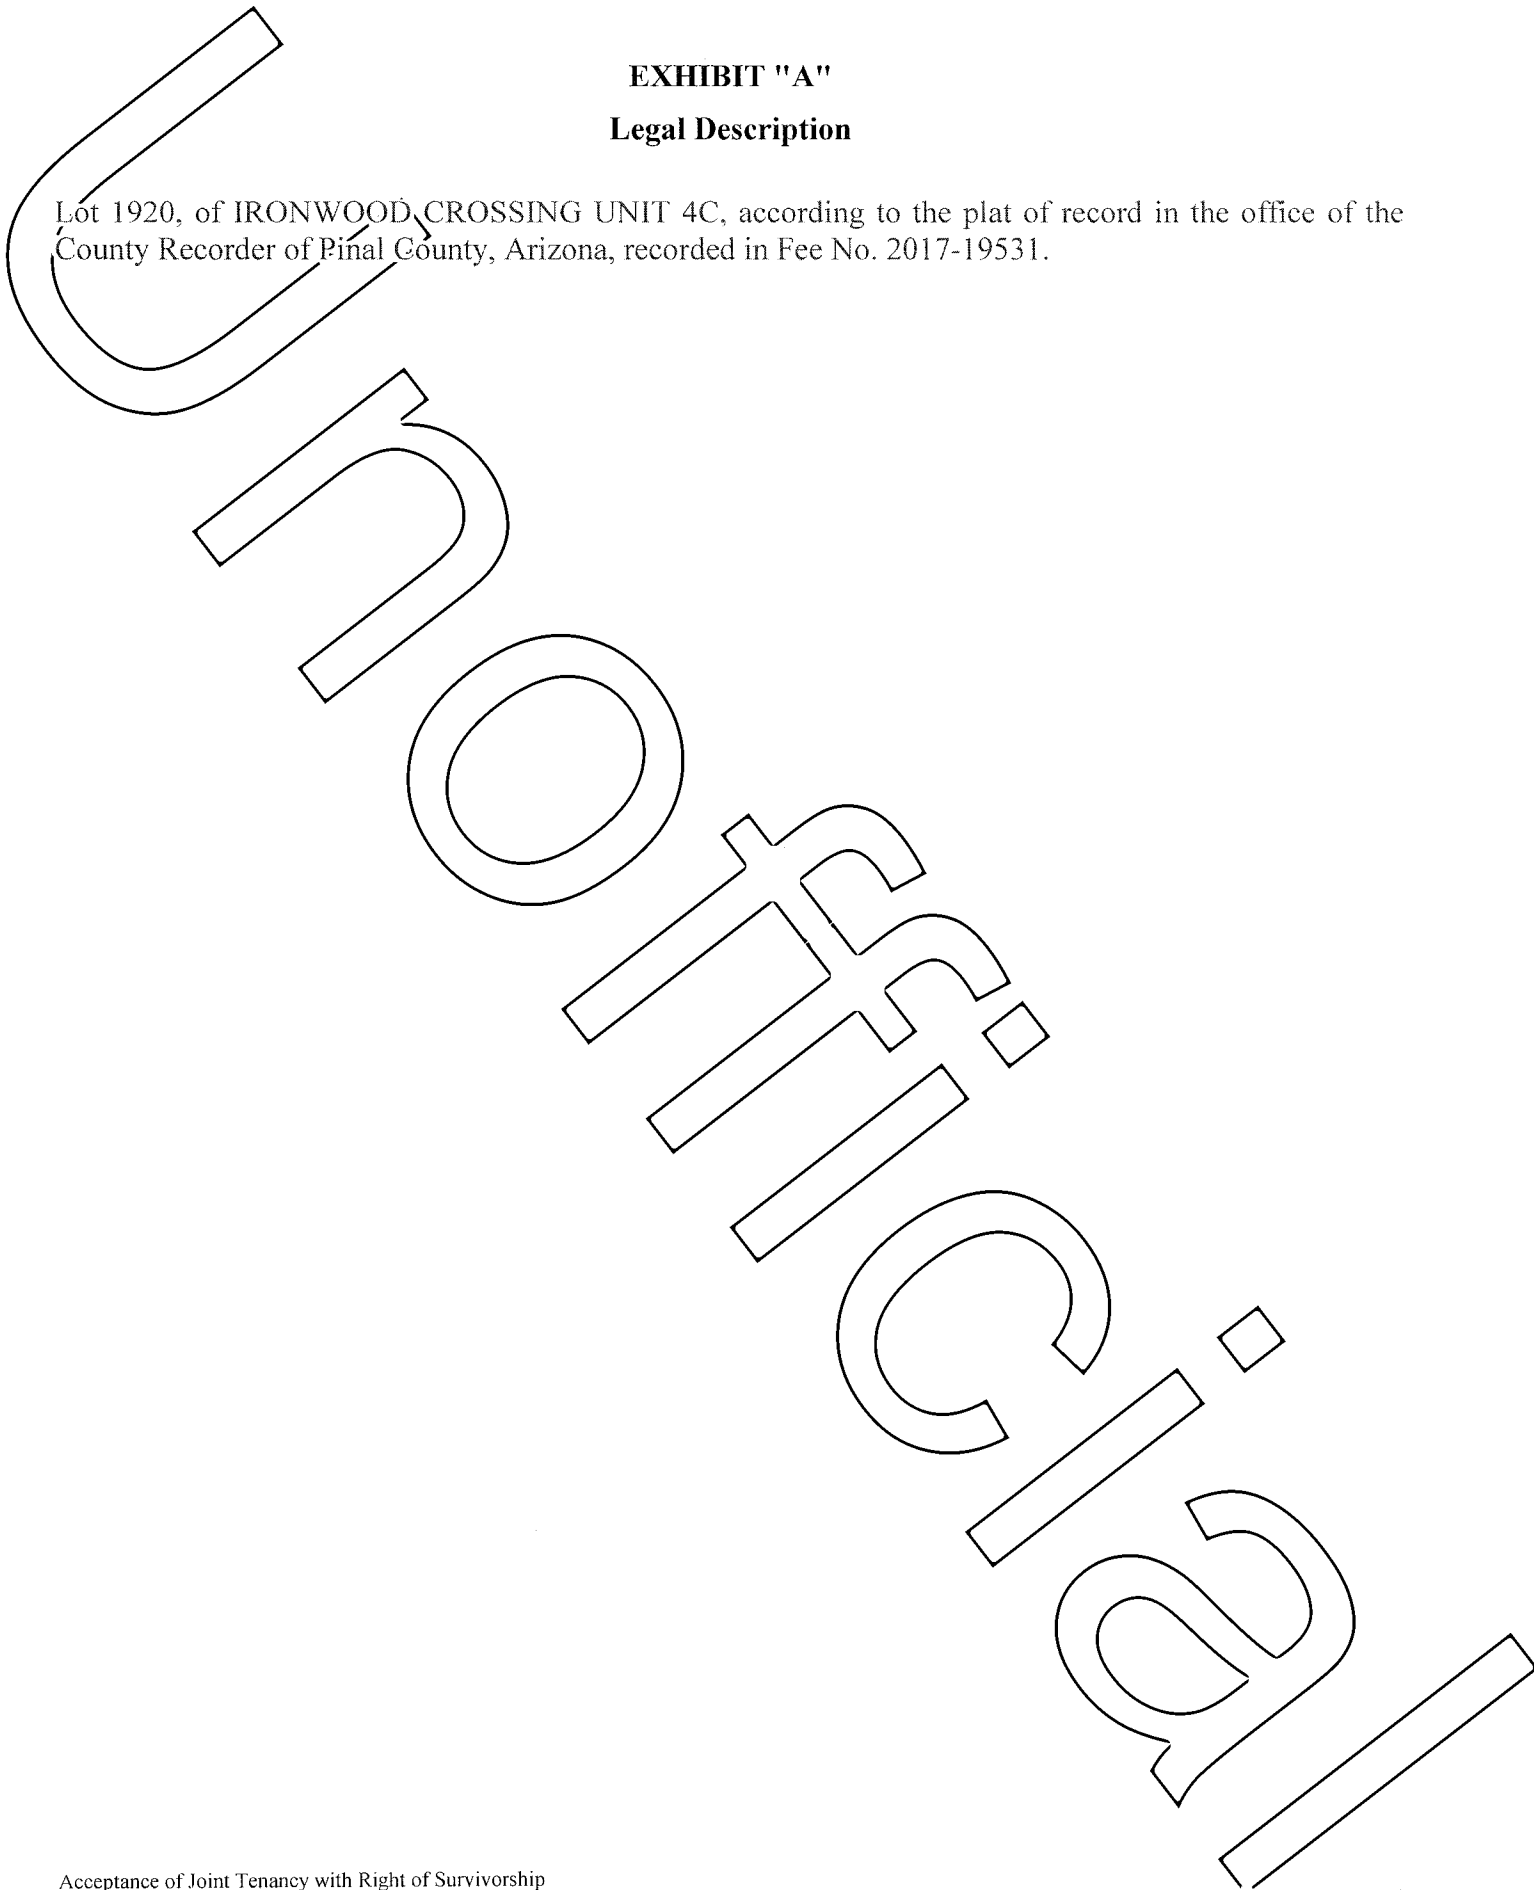 EXHIBIT "A"
Legal Description
Lot 1920, of IRONWOOD CROSSING UNIT 4C, according to the plat of record in the office of the
County Recorder of Pinal County, Arizona, recorded in Fee No. 2017-19531.
Unofficial
Acceptance of Joint Tenancy with Right of Survivorship